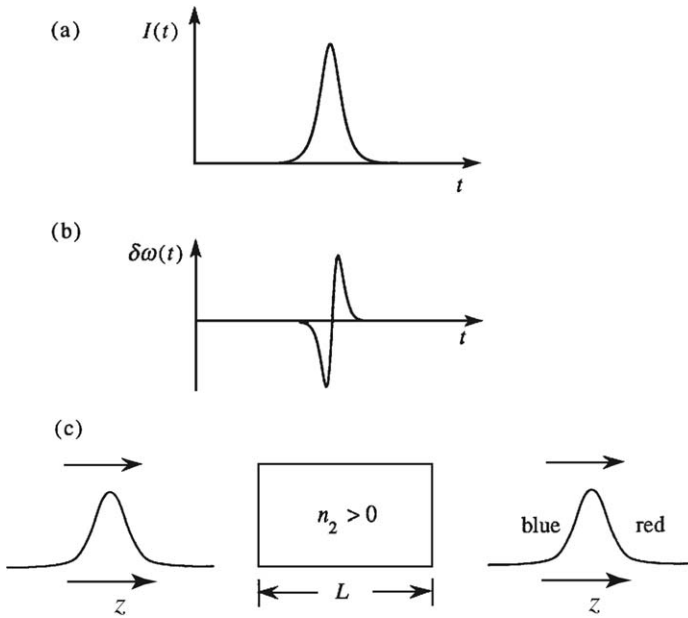 (a)
I(t)
t
(b)
δω(t)
t
(c)
n₂ > 0
blue red
L
z z